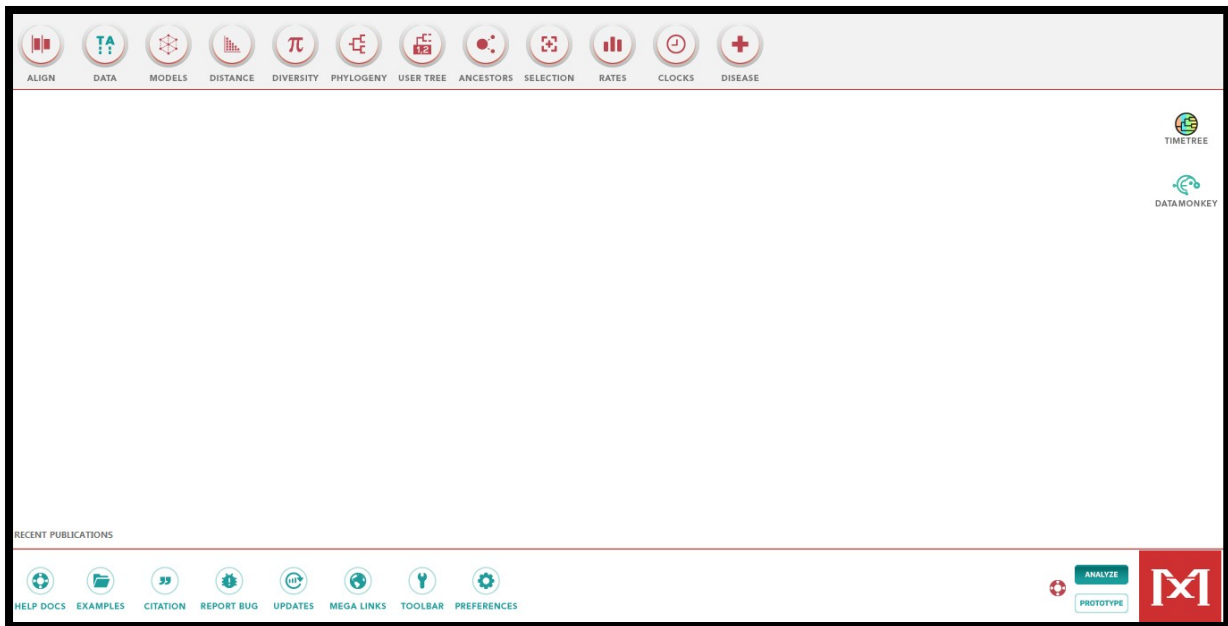 ALIGN DATA MODELS DISTANCE DIVERSITY PHYLOGENY USER TREE ANCESTORS SELECTION RATES CLOCKS DISEASE
TIMETREE
DATAMONKEY
RECENT PUBLICATIONS
HELP DOCS EXAMPLES CITATION REPORT BUG UPDATES MEGA LINKS TOOLBAR PREFERENCES
ANALYZE
PROTOTYPE